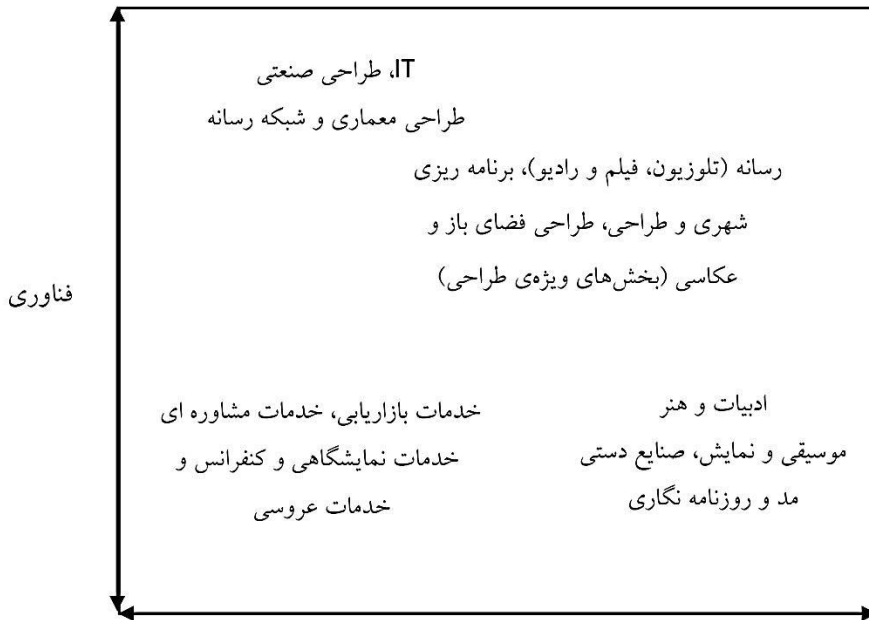 IT، طراحی صنعتی
طراحی معماری و شبکه رسانه
رسانه (تلوزیون، فیلم و رادیو)، برنامه ریزی
شهری و طراحی، طراحی فضای باز و
عکاسی (بخش‌های ویژه‌ی طراحی)
فناوری
ادبیات و هنر
موسیقی و نمایش، صنایع دستی
مد و روزنامه نگاری
خدمات بازاریابی، خدمات مشاوره ای
خدمات نمایشگاهی و کنفرانس و
خدمات عروسی